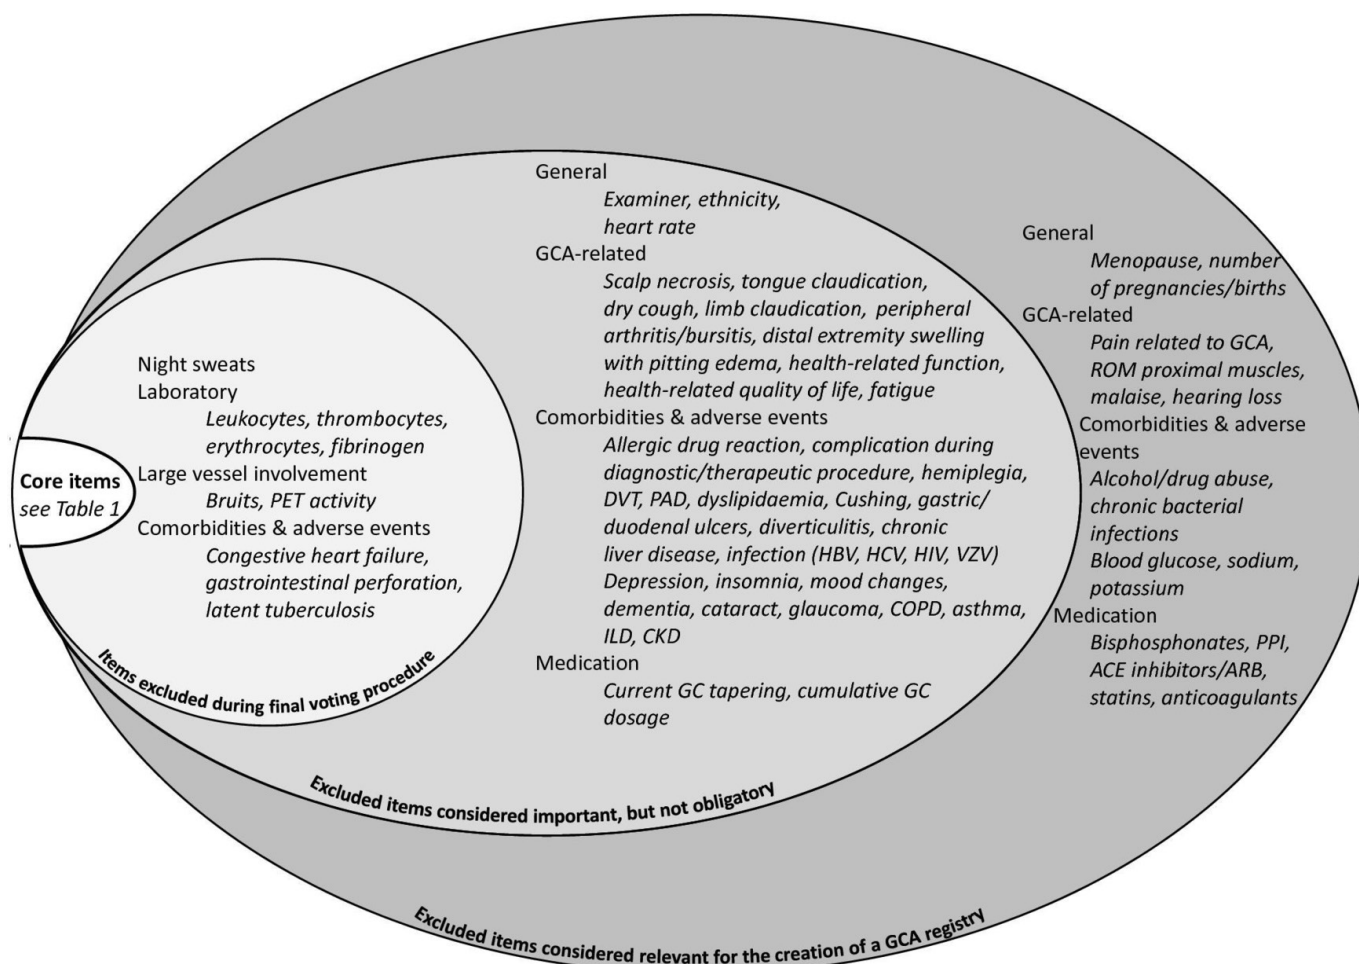 Core items
see Table 1
Night sweats
Laboratory
Leukocytes, thrombocytes,
erythrocytes, fibrinogen
Large vessel involvement
Bruits, PET activity
Comorbidities & adverse events
Congestive heart failure,
gastrointestinal perforation,
latent tuberculosis
Items excluded during final voting procedure
General
Examiner, ethnicity,
heart rate
GCA-related
Scalp necrosis, tongue claudication,
dry cough, limb claudication, peripheral
arthritis/bursitis, distal extremity swelling
with pitting edema, health-related function,
health-related quality of life, fatigue
Comorbidities & adverse events
Allergic drug reaction, complication during
diagnostic/therapeutic procedure, hemiplegia,
DVT, PAD, dyslipidaemia, Cushing, gastric/
duodenal ulcers, diverticulitis, chronic
liver disease, infection (HBV, HCV, HIV, VZV)
Depression, insomnia, mood changes,
dementia, cataract, glaucoma, COPD, asthma,
ILD, CKD
Medication
Current GC tapering, cumulative GC
dosage
Excluded items considered important, but not obligatory
General
Menopause, number
of pregnancies/births
GCA-related
Pain related to GCA,
ROM proximal muscles,
malaise, hearing loss
Comorbidities & adverse
events
Alcohol/drug abuse,
chronic bacterial
infections
Blood glucose, sodium,
potassium
Medication
Bisphosphonates, PPI,
ACE inhibitors/ARB,
statins, anticoagulants
Excluded items considered relevant for the creation of a GCA registry